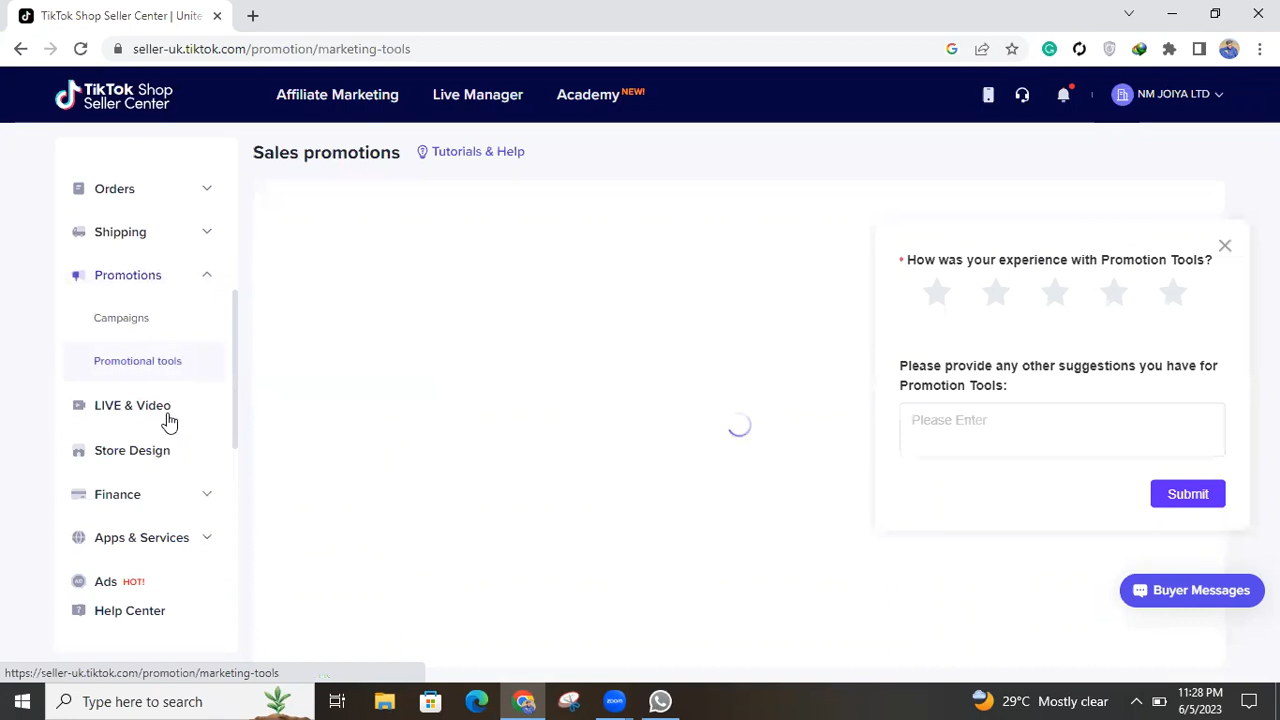 TikTok Shop Seller Center | Unite
seller-uk.tiktok.com/promotion/marketing-tools
TikTok Shop
Seller Center
Affiliate Marketing
Live Manager
Academy NEW!
NM JOIYA LTD
Sales promotions
Tutorials & Help
Orders
Shipping
Promotions
Campaigns
Promotional tools
LIVE & Video
Store Design
Finance
Apps & Services
Ads HOT!
Help Center
* How was your experience with Promotion Tools?
Please provide any other suggestions you have for
Promotion Tools:
Please Enter
Submit
Buyer Messages
https://seller-uk.tiktok.com/promotion/marketing-tools
Type here to search
zoom
29°C Mostly clear
11:28 PM
6/5/2023